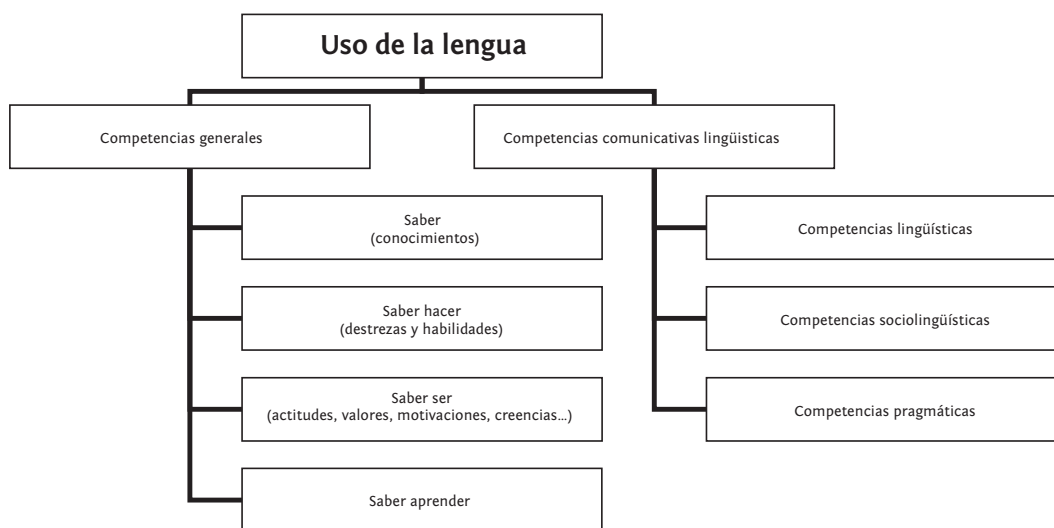 Uso de la lengua
Competencias generales
Competencias comunicativas lingüisticas
Saber
(conocimientos)
Saber hacer
(destrezas y habilidades)
Saber ser
(actitudes, valores, motivaciones, creencias...)
Saber aprender
Competencias lingüísticas
Competencias sociolingüísticas
Competencias pragmáticas